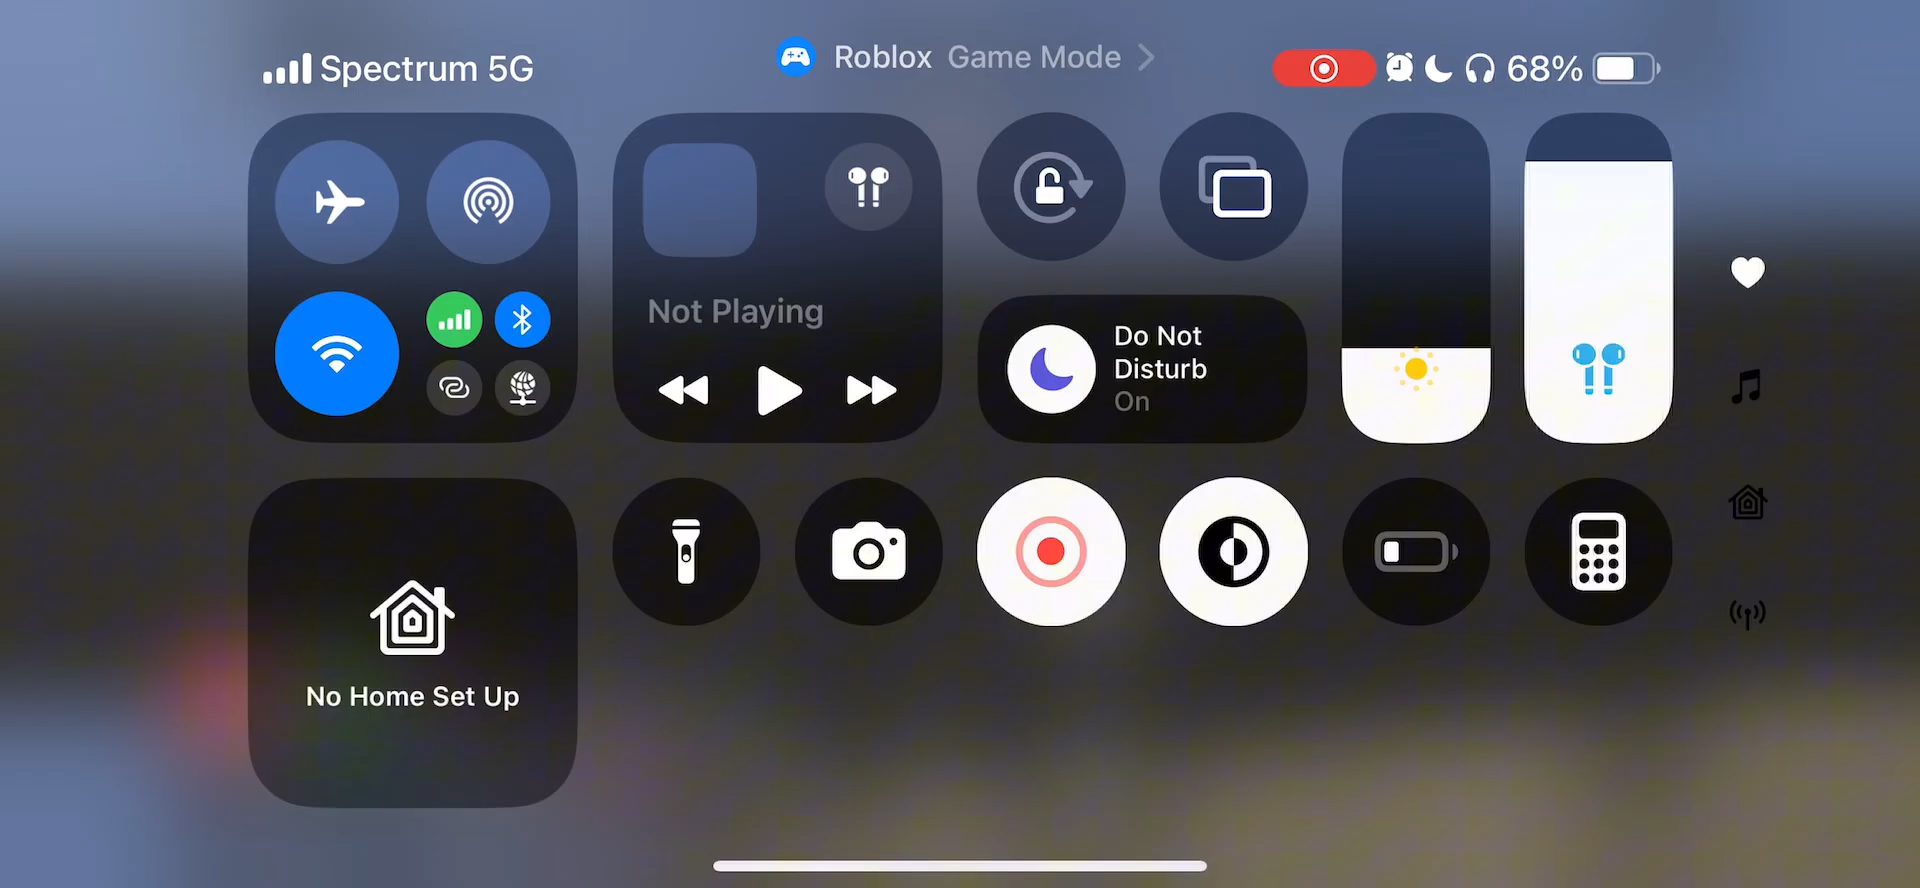 Spectrum 5G
Roblox Game Mode
68%
Not Playing
Do Not
Disturb
On
No Home Set Up